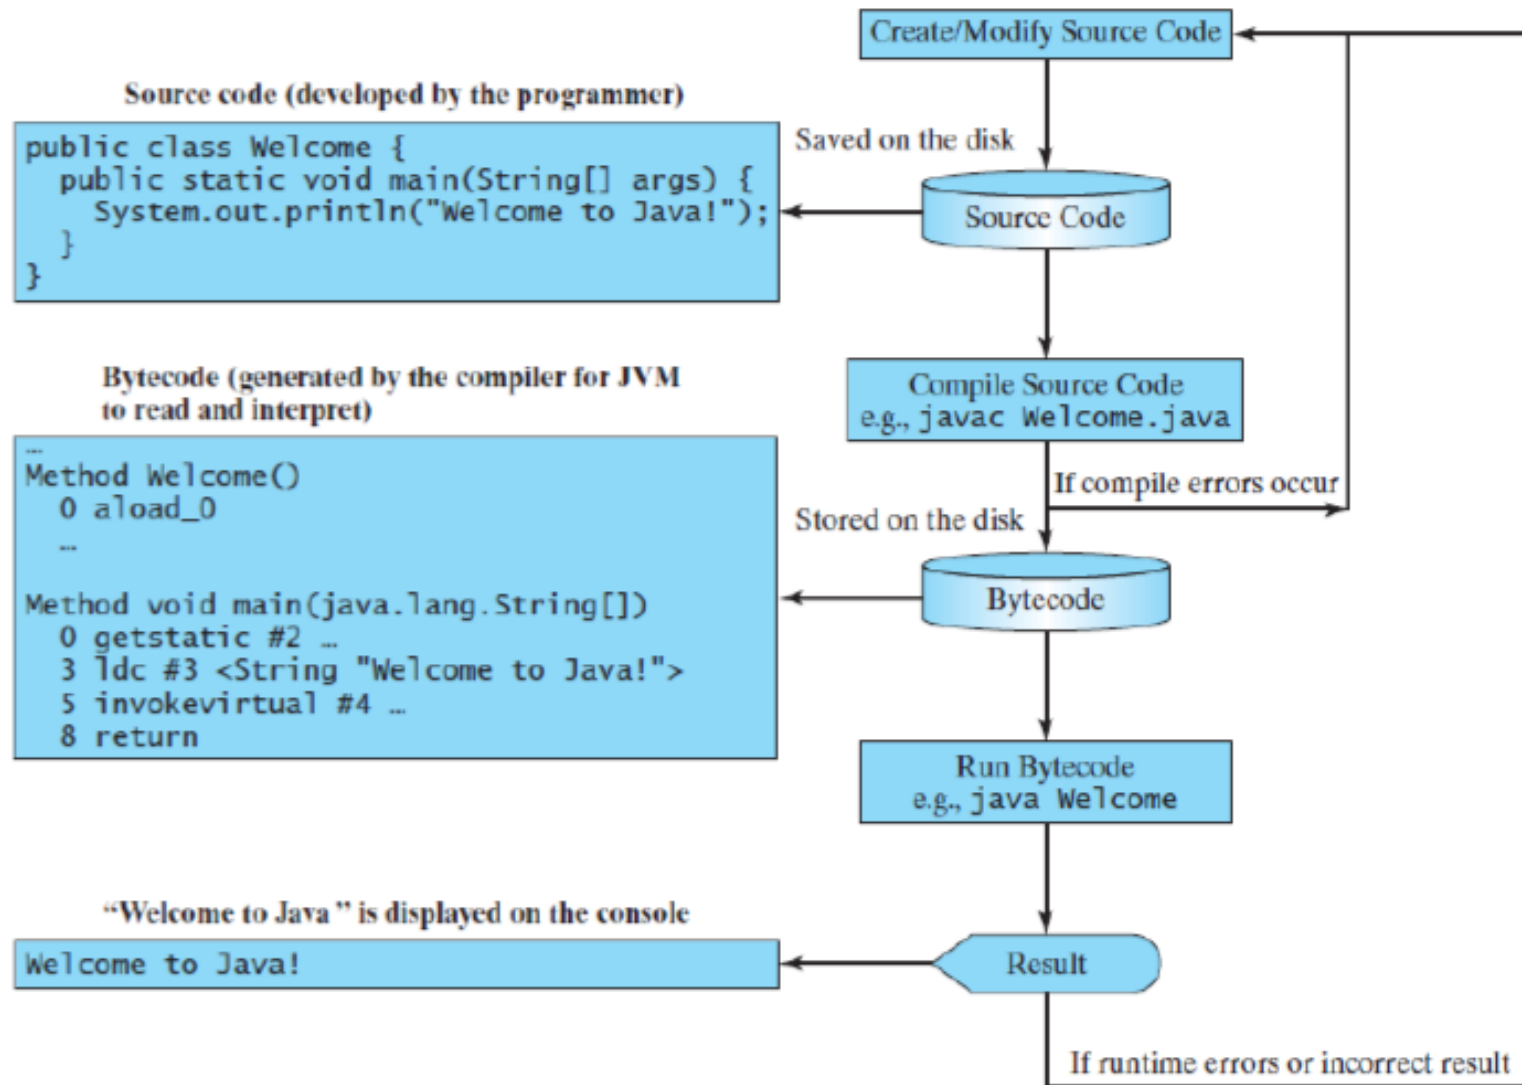 Create/Modify Source Code
Source code (developed by the programmer)
public class Welcome {
  public static void main(String[] args) {
    System.out.println("Welcome to Java!");
  }
}
Saved on the disk
Source Code
Compile Source Code
e.g., javac Welcome.java
If compile errors occur
Bytecode (generated by the compiler for JVM
to read and interpret)
…
Method Welcome()
  0 aload_0
  …
Method void main(java.lang.String[])
  0 getstatic #2 …
  3 ldc #3 <String "Welcome to Java!">
  5 invokevirtual #4 …
  8 return
Stored on the disk
Bytecode
Run Bytecode
e.g., java Welcome
“Welcome to Java” is displayed on the console
Welcome to Java!
Result
If runtime errors or incorrect result